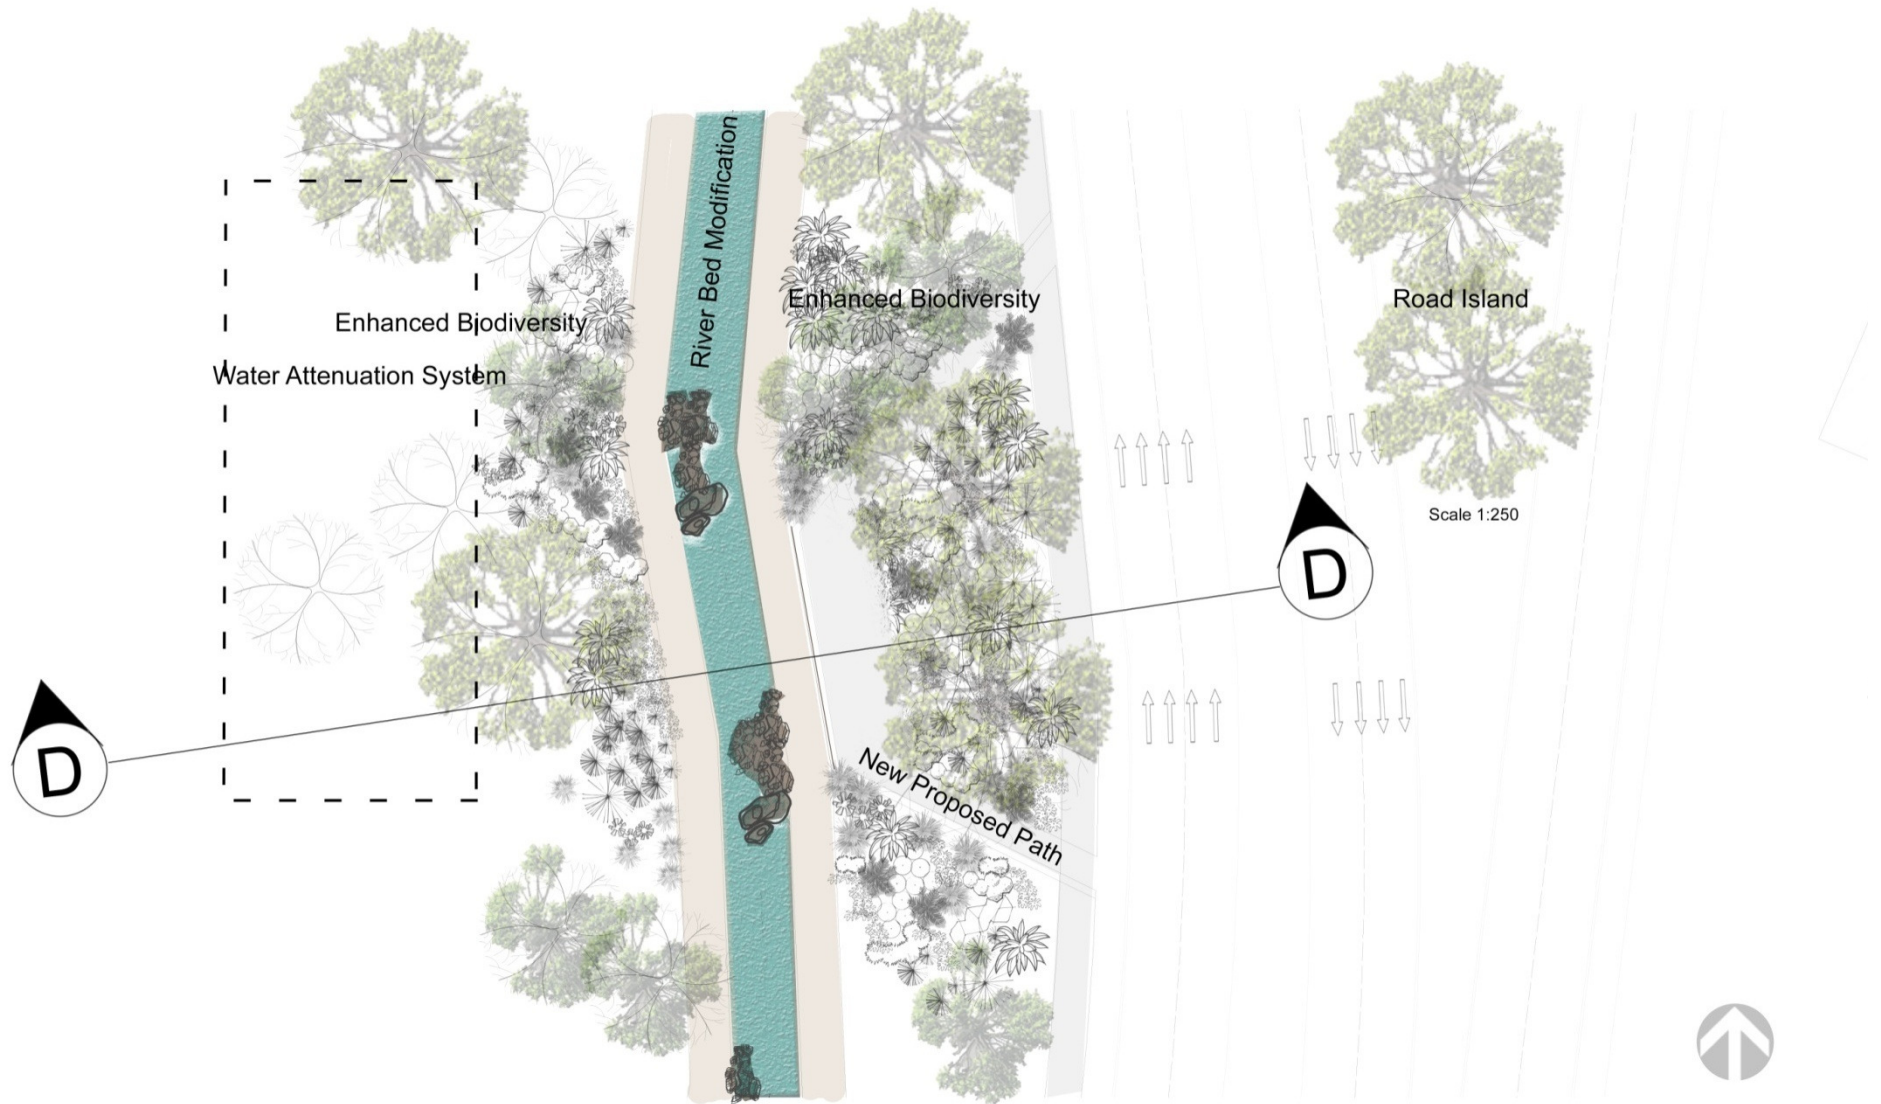 River Bed Modification
Enhanced Biodiversity
Enhanced Biodiversity
Road Island
Water Attenuation System
Scale 1:250
D
D
New Proposed Path